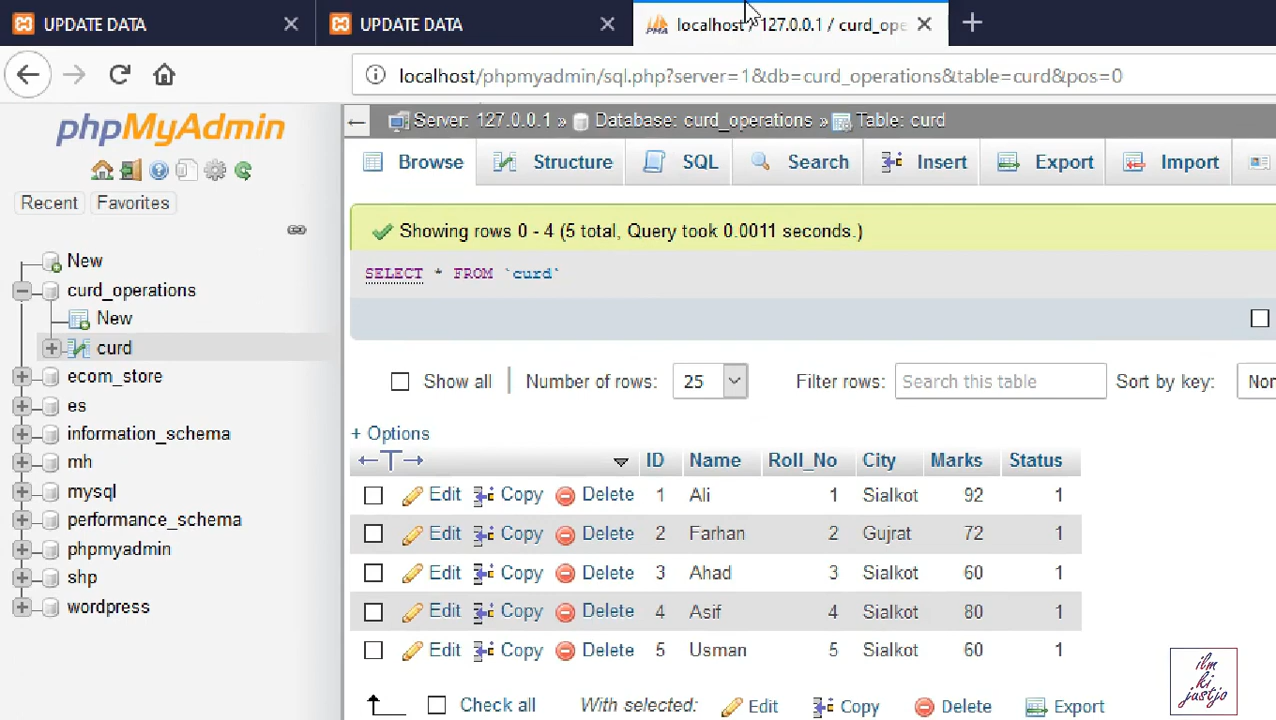 UPDATE DATA
UPDATE DATA
localhost / 127.0.0.1 / curd_ope
localhost/phpmyadmin/sql.php?server=1&db=curd_operations&table=curd&pos=0
phpMyAdmin
Recent Favorites
New
curd_operations
New
curd
ecom_store
es
information_schema
mh
mysql
performance_schema
phpmyadmin
shp
wordpress
Server: 127.0.0.1 » Database: curd_operations » Table: curd
Browse Structure SQL Search Insert Export Import
Showing rows 0 - 4 (5 total, Query took 0.0011 seconds.)
SELECT * FROM `curd`
Show all | Number of rows: 25 Filter rows: Search this table Sort by key: Non
+ Options
←T→ ID Name Roll_No City Marks Status
Edit Copy Delete 1 Ali 1 Sialkot 92 1
Edit Copy Delete 2 Farhan 2 Gujrat 72 1
Edit Copy Delete 3 Ahad 3 Sialkot 60 1
Edit Copy Delete 4 Asif 4 Sialkot 80 1
Edit Copy Delete 5 Usman 5 Sialkot 60 1
Check all With selected: Edit Copy Delete Export
ilm
ki
justjo